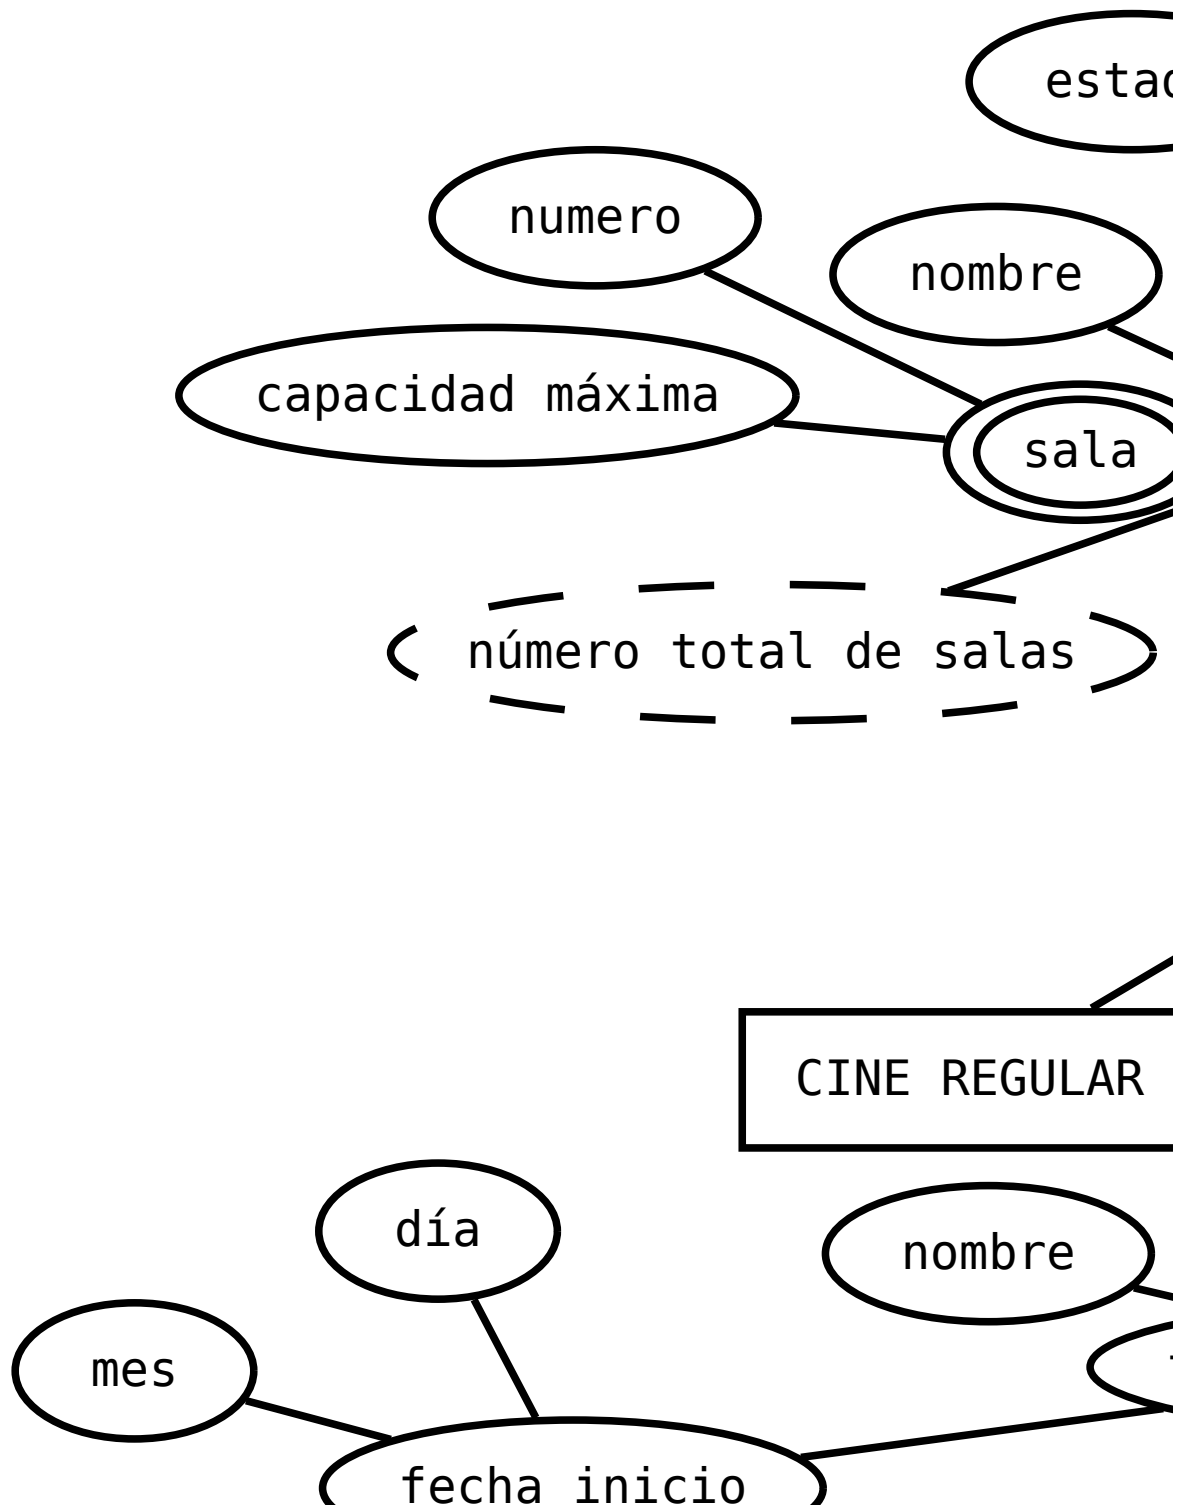 numero
nombre
capacidad máxima
sala
número total de salas
CINE REGULAR
día
nombre
mes
fecha inicio